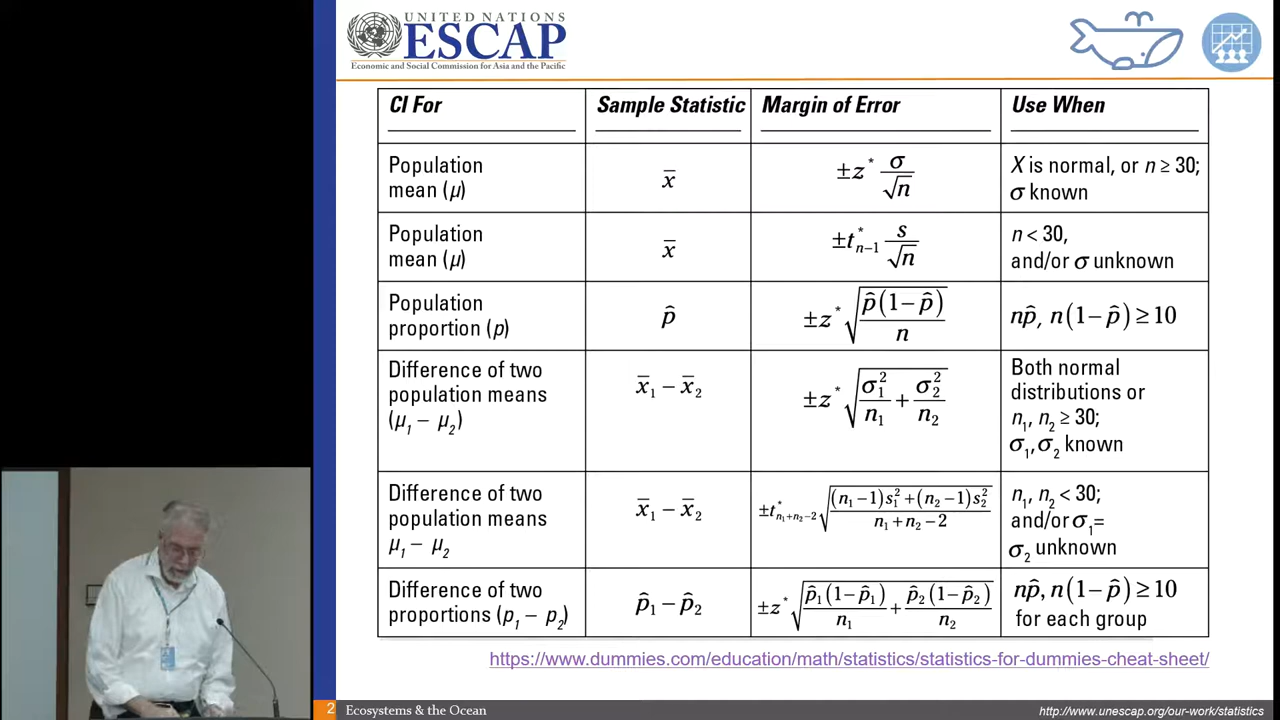 UNITED NATIONS
ESCAP
Economic and Social Commission for Asia and the Pacific
CI For Sample Statistic Margin of Error Use When
Population mean (μ) x̄ ±z* σ/√n X is normal, or n ≥ 30; σ known
Population mean (μ) x̄ ±t*ₙ₋₁ s/√n n < 30, and/or σ unknown
Population proportion (p) p̂ ±z* √(p̂(1−p̂)/n) np̂, n(1−p̂) ≥ 10
Difference of two population means (μ₁ − μ₂) x̄₁ − x̄₂ ±z* √(σ₁²/n₁ + σ₂²/n₂) Both normal distributions or n₁, n₂ ≥ 30; σ₁, σ₂ known
Difference of two population means μ₁ − μ₂ x̄₁ − x̄₂ ±t*ₙ₁₊ₙ₂₋₂ √(((n₁−1)s₁²+(n₂−1)s₂²)/(n₁+n₂−2)) n₁, n₂ < 30; and/or σ₁= σ₂ unknown
Difference of two proportions (p₁ − p₂) p̂₁ − p̂₂ ±z* √(p̂₁(1−p̂₁)/n₁ + p̂₂(1−p̂₂)/n₂) np̂, n(1−p̂) ≥ 10 for each group
https://www.dummies.com/education/math/statistics/statistics-for-dummies-cheat-sheet/
2 Ecosystems & the Ocean http://www.unescap.org/our-work/statistics